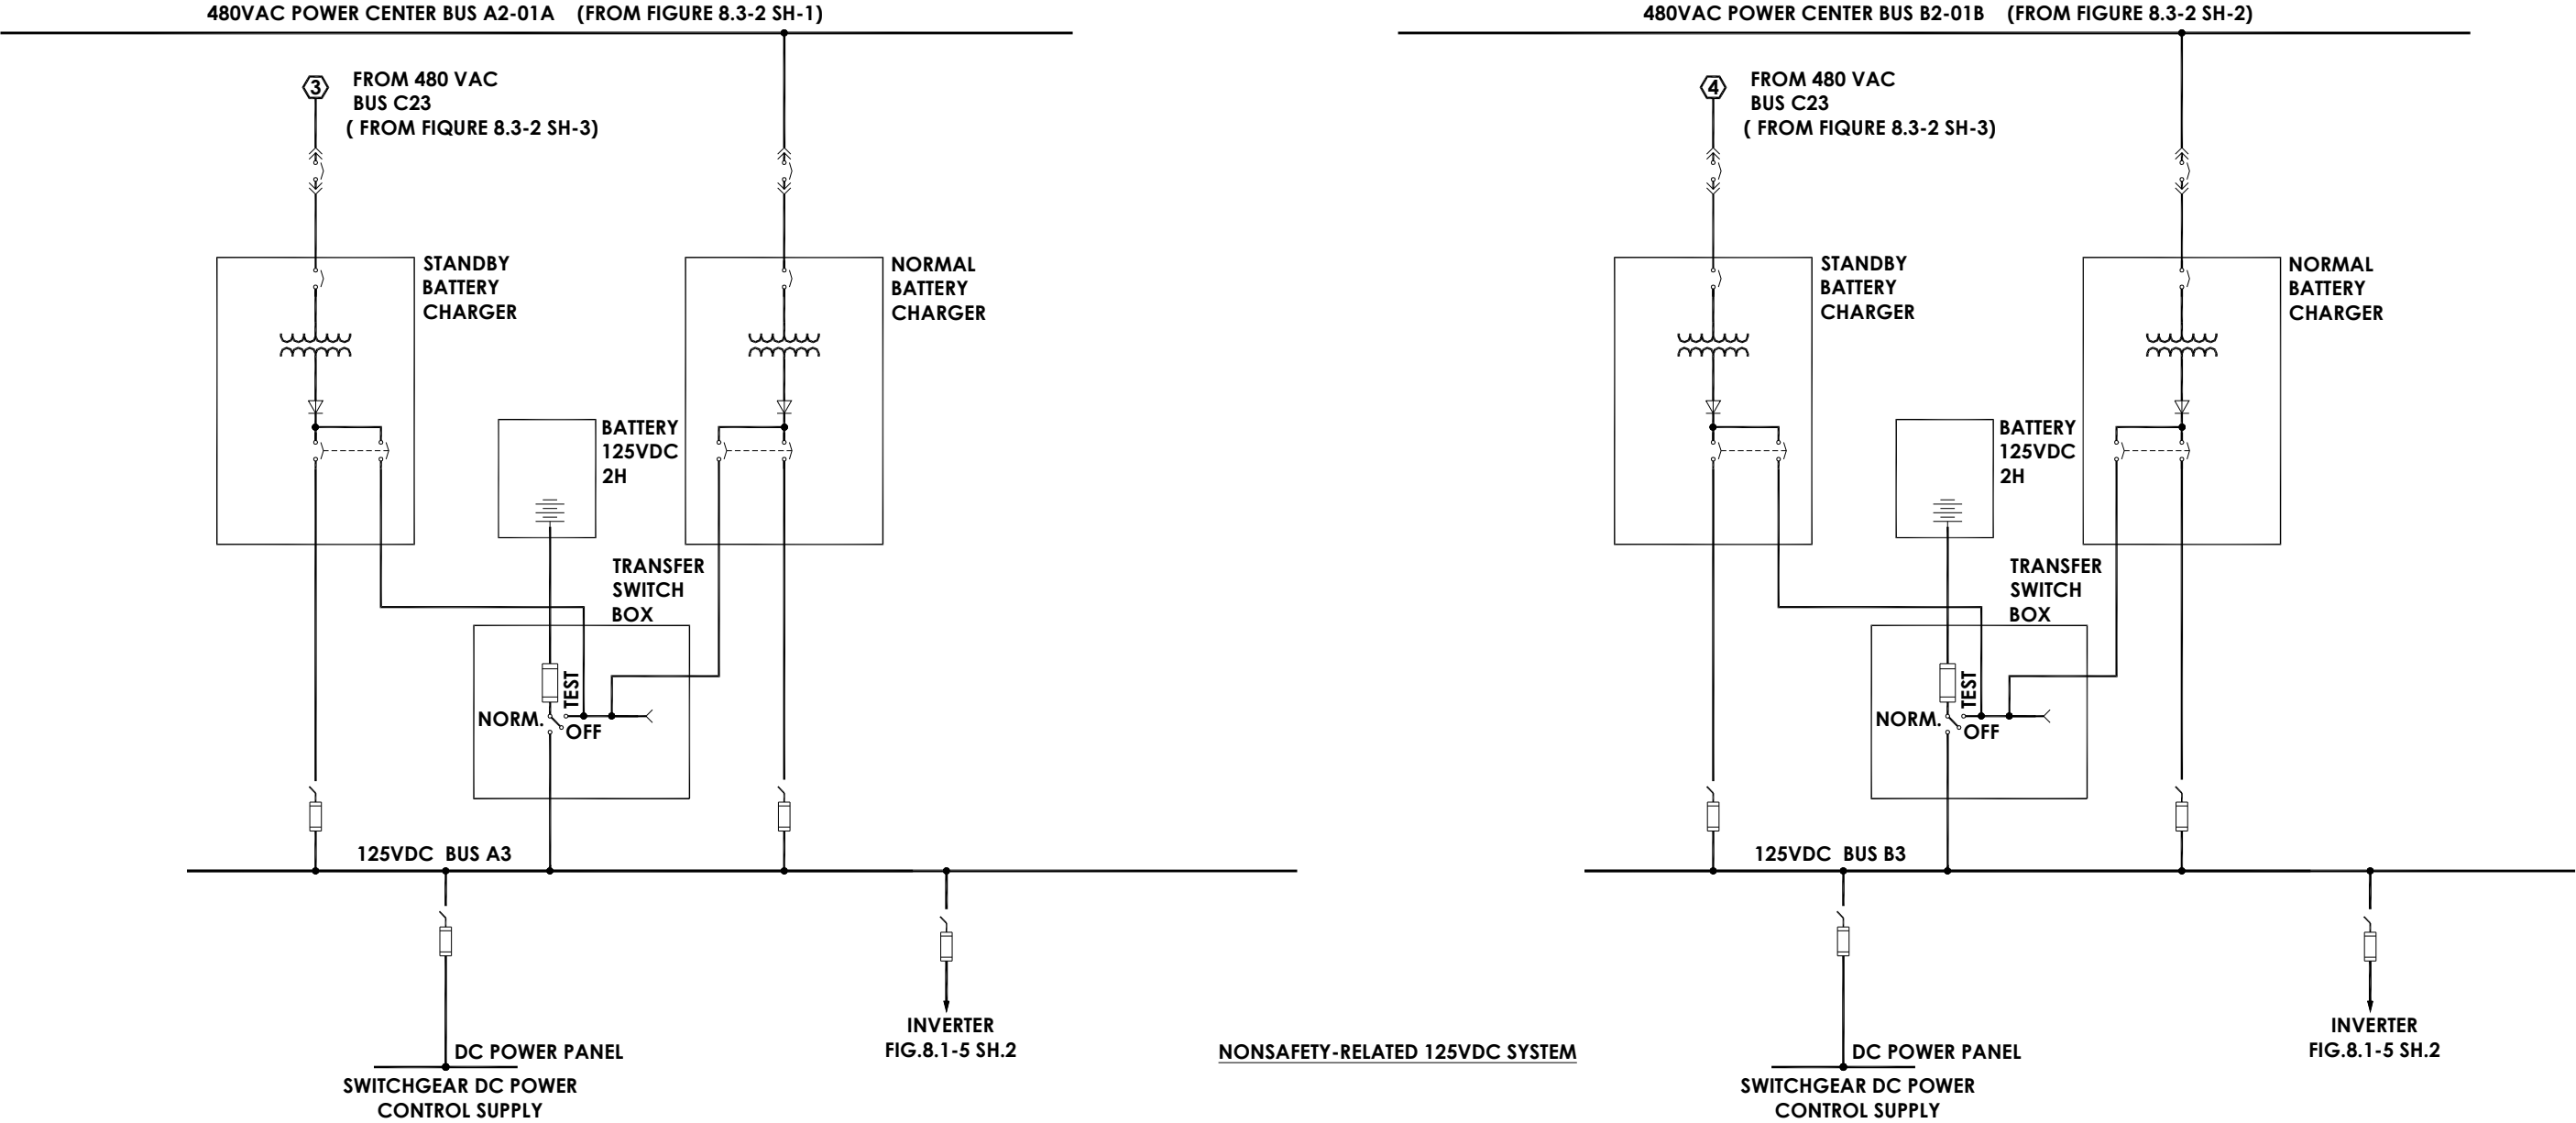 480VAC POWER CENTER BUS A2-01A (FROM FIGURE 8.3-2 SH-1)
3
FROM 480 VAC
BUS C23
( FROM FIQURE 8.3-2 SH-3)
STANDBY
BATTERY
CHARGER
NORMAL
BATTERY
CHARGER
BATTERY
125VDC
2H
TRANSFER
SWITCH
BOX
TEST
NORM.
OFF
125VDC BUS A3
INVERTER
FIG.8.1-5 SH.2
DC POWER PANEL
SWITCHGEAR DC POWER
CONTROL SUPPLY
NONSAFETY-RELATED 125VDC SYSTEM
480VAC POWER CENTER BUS B2-01B (FROM FIGURE 8.3-2 SH-2)
4
FROM 480 VAC
BUS C23
( FROM FIQURE 8.3-2 SH-3)
STANDBY
BATTERY
CHARGER
NORMAL
BATTERY
CHARGER
BATTERY
125VDC
2H
TRANSFER
SWITCH
BOX
TEST
NORM.
OFF
125VDC BUS B3
INVERTER
FIG.8.1-5 SH.2
DC POWER PANEL
SWITCHGEAR DC POWER
CONTROL SUPPLY